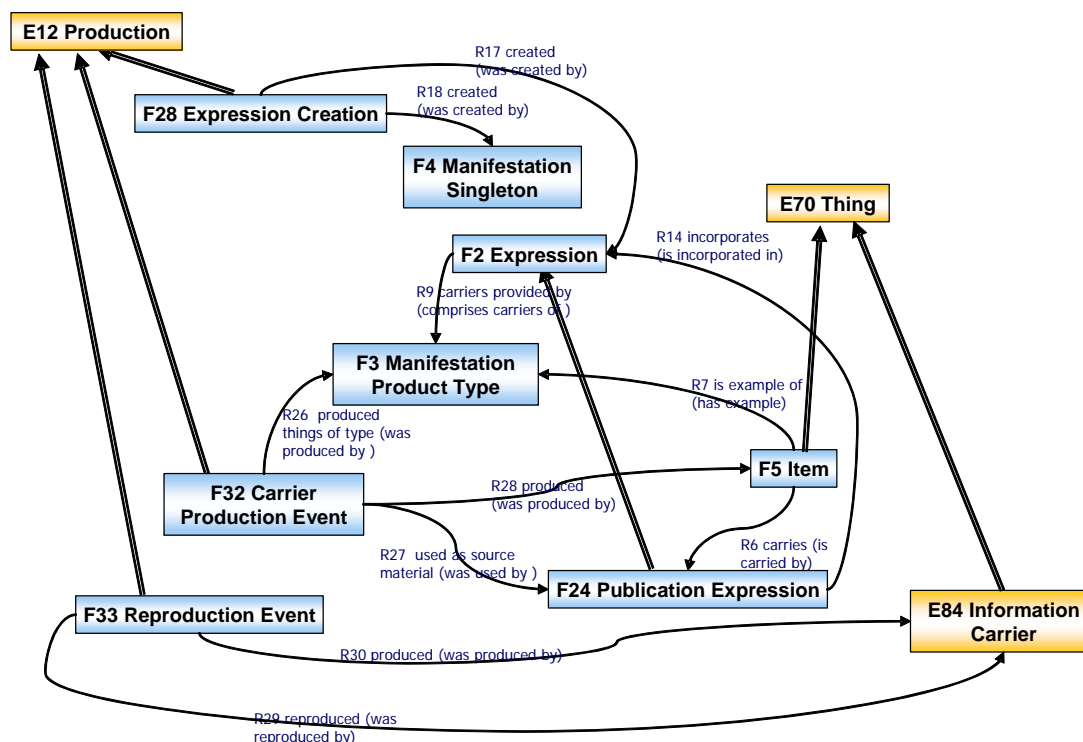 E12 Production
R17 created
(was created by)
R18 created
(was created by)
F28 Expression Creation
F4 Manifestation
Singleton
E70 Thing
R14 incorporates
(is incorporated in)
F2 Expression
R9 carriers provided by
(comprises carriers of )
F3 Manifestation
Product Type
R7 is example of
(has example)
R26  produced
things of type (was
produced by )
F5 Item
F32 Carrier
Production Event
R28 produced
(was produced by)
R6 carries (is
carried by)
R27  used as source
material (was used by )
F24 Publication Expression
F33 Reproduction Event
E84 Information
Carrier
R30 produced (was produced by)
R29 reproduced (was
reproduced by)